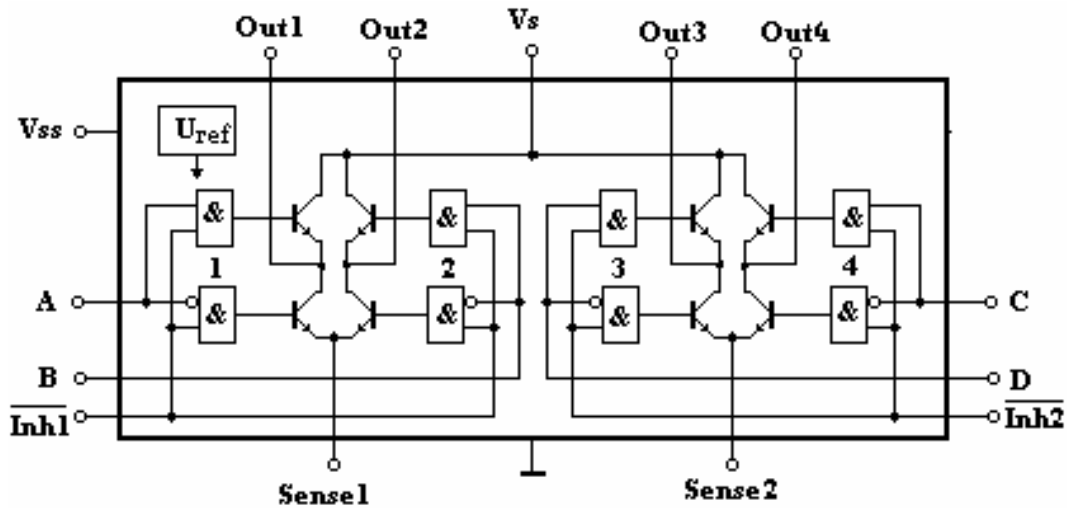 Out1 Out2 Vs Out3 Out4
Vss
Uref
& & & &
1 2 3 4
A & & & & C
B D
Inh1 Inh2
Sense1 Sense2